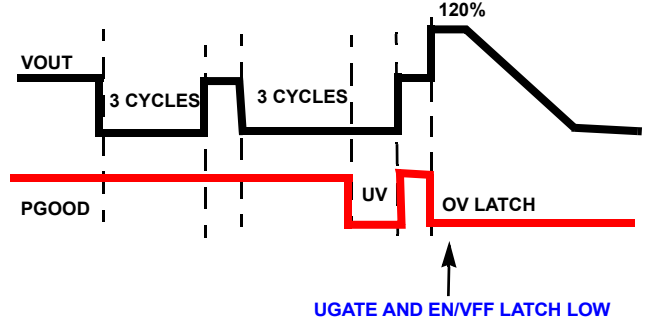 120%
VOUT
3 CYCLES
3 CYCLES
PGOOD
UV
OV LATCH
UGATE AND EN/VFF LATCH LOW